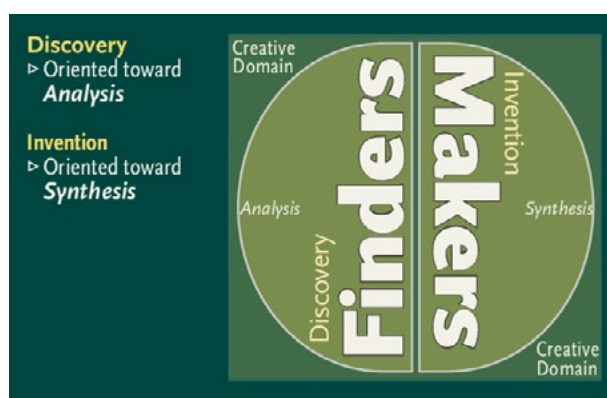 Discovery
▹ Oriented toward
Analysis
Invention
▹ Oriented toward
Synthesis
Creative
Domain
Analysis
Discovery
Finders
Makers
Invention
Synthesis
Creative
Domain